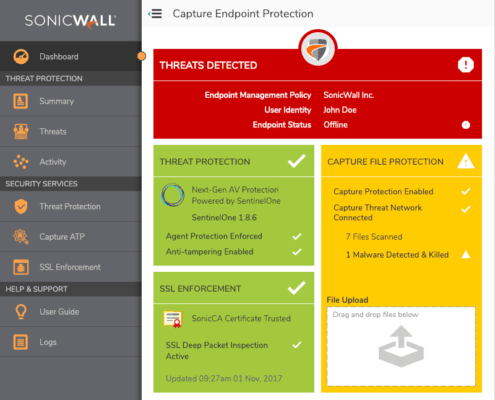 SONICWALL
Capture Endpoint Protection
Dashboard
THREAT PROTECTION
Summary
Threats
Activity
SECURITY SERVICES
Threat Protection
Capture ATP
SSL Enforcement
HELP & SUPPORT
User Guide
Logs
THREATS DETECTED
Endpoint Management Policy SonicWall Inc.
User Identity John Doe
Endpoint Status Offline
THREAT PROTECTION
Next-Gen AV Protection
Powered by SentinelOne
SentinelOne 1.8.6
Agent Protection Enforced
Anti-tampering Enabled
SSL ENFORCEMENT
SonicCA Certificate Trusted
SSL Deep Packet Inspection
Active
Updated 09:27am 01 Nov, 2017
CAPTURE FILE PROTECTION
Capture Protection Enabled
Capture Threat Network
Connected
7 Files Scanned
1 Malware Detected & Killed
File Upload
Drag and drop files below